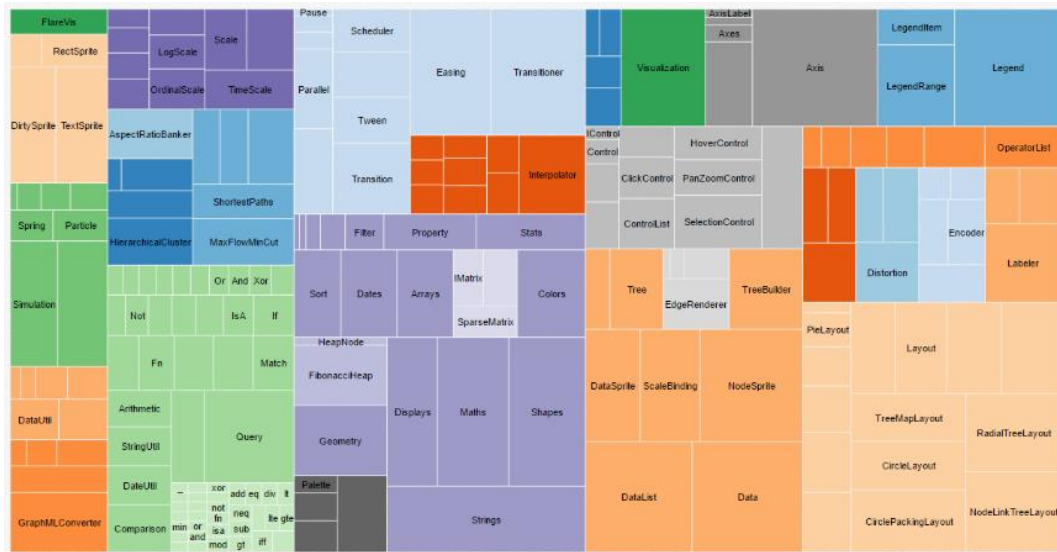 FlareVis
RectSprite
DirtySprite
TextSprite
Spring
Particle
Simulation
DataUtil
GraphMLConverter
Scale
LogScale
OrdinalScale
TimeScale
AspectRatioBanker
ShortestPaths
HierarchicalCluster
MaxFlowMinCut
Or
And
Xor
Not
IsA
If
Fn
Match
Arithmetic
Query
StringUtil
DateUtil
Comparison
–
xor
add
eq
div
lt
not
fn
neq
lte
gte
min
or
isa
sub
and
mod
gt
iff
Pause
Scheduler
Easing
Transitioner
Parallel
Tween
Transition
Interpolator
Filter
Property
Stats
Sort
Dates
Arrays
IMatrix
SparseMatrix
Colors
HeapNode
FibonacciHeap
Displays
Maths
Shapes
Geometry
Palette
Strings
Visualization
AxisLabel
Axes
Axis
LegendItem
LegendRange
Legend
IControl
Control
HoverControl
ClickControl
PanZoomControl
ControlList
SelectionControl
OperatorList
Encoder
Distortion
Labeler
Tree
EdgeRenderer
TreeBuilder
DataSprite
ScaleBinding
NodeSprite
DataList
Data
PieLayout
Layout
TreeMapLayout
RadialTreeLayout
CircleLayout
CirclePackingLayout
NodeLinkTreeLayout